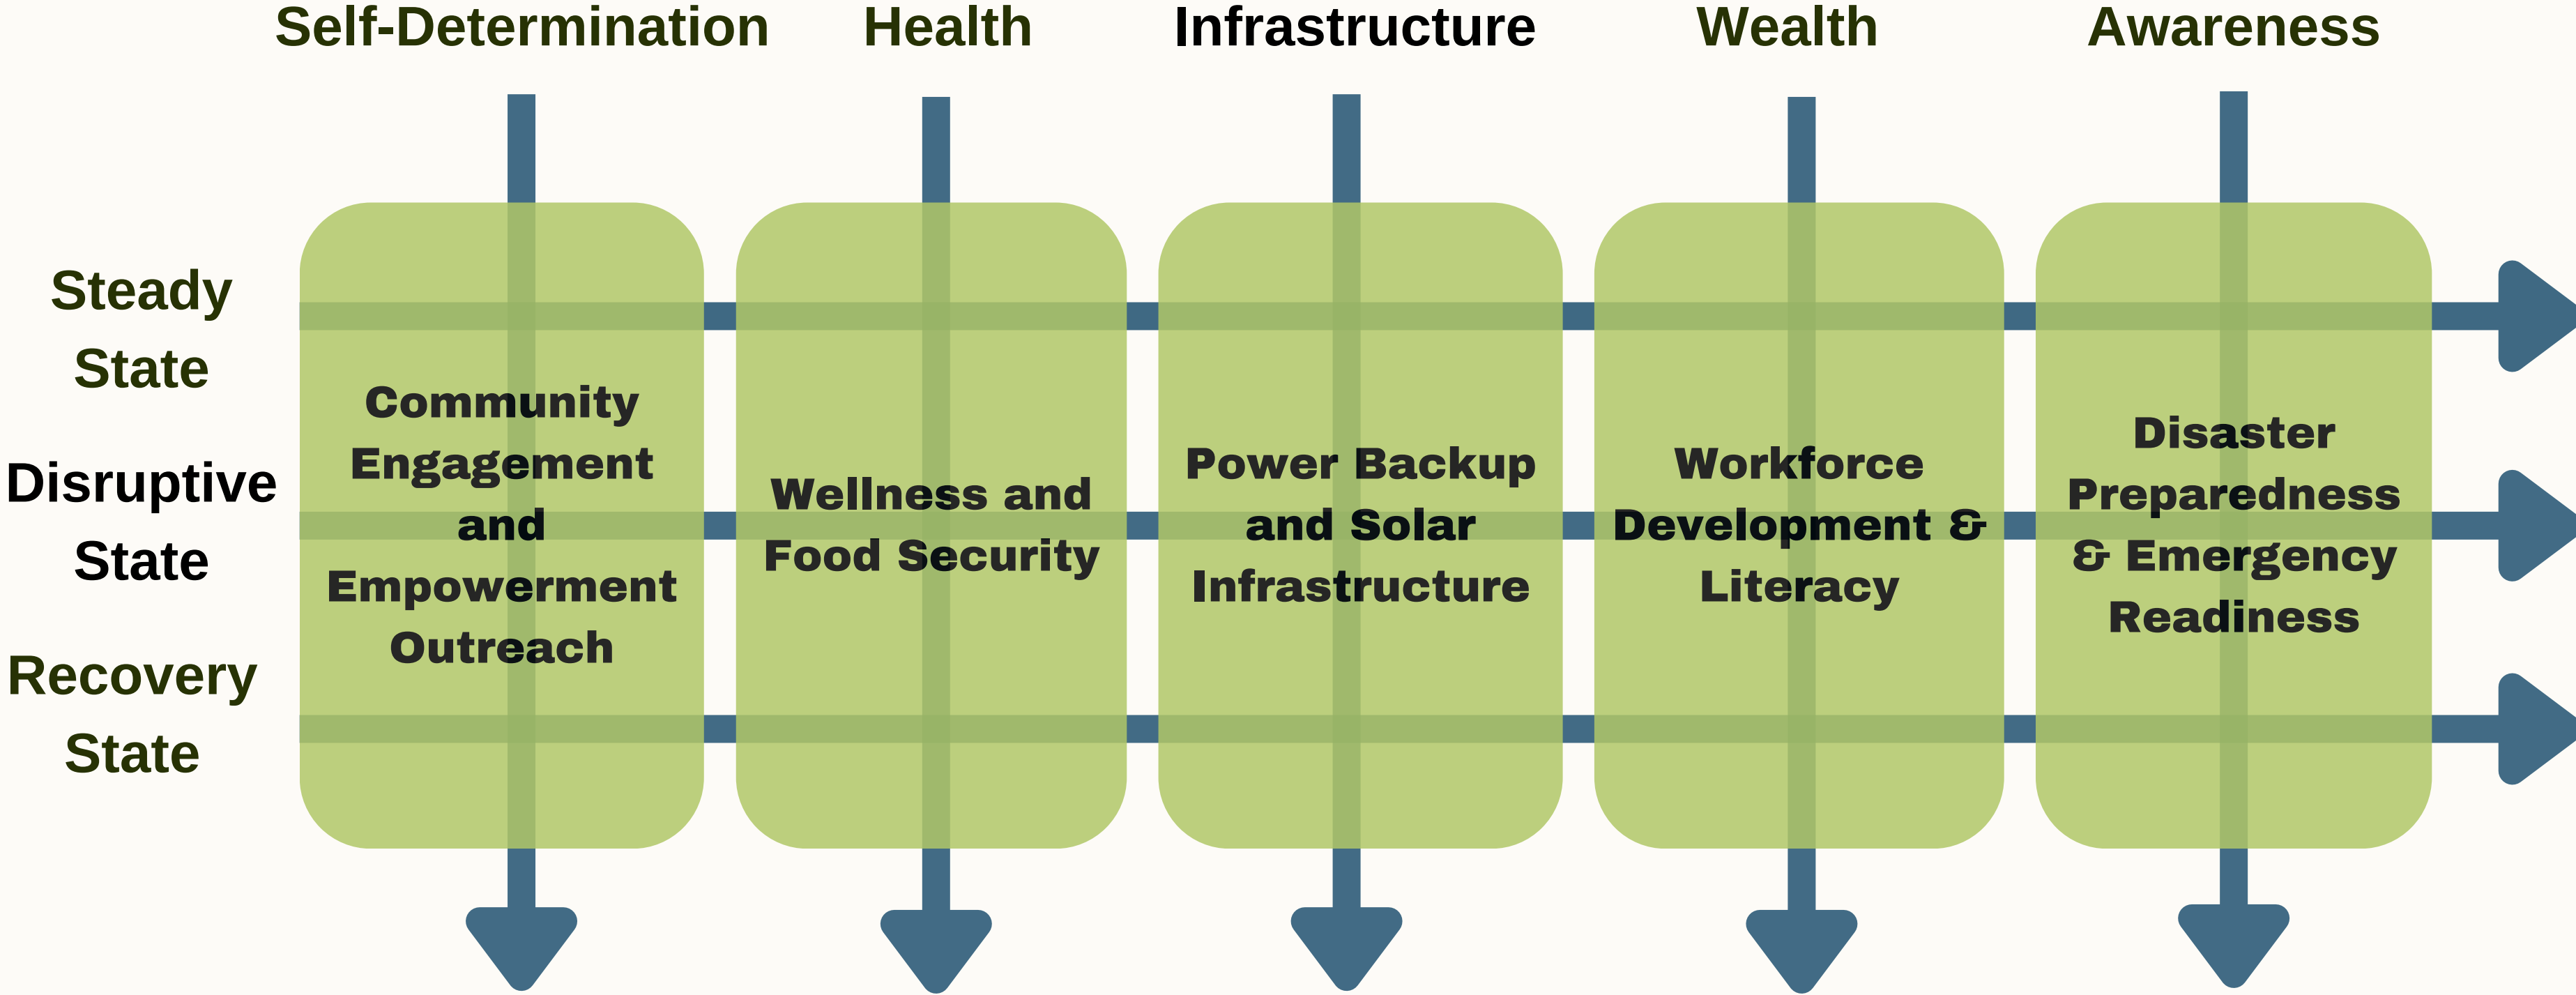 Self-Determination
Health
Infrastructure
Wealth
Awareness
Steady
State
Disruptive
State
Recovery
State
Community
Engagement
and
Empowerment
Outreach
Wellness and
Food Security
Power Backup
and Solar
Infrastructure
Workforce
Development &
Literacy
Disaster
Preparedness
& Emergency
Readiness